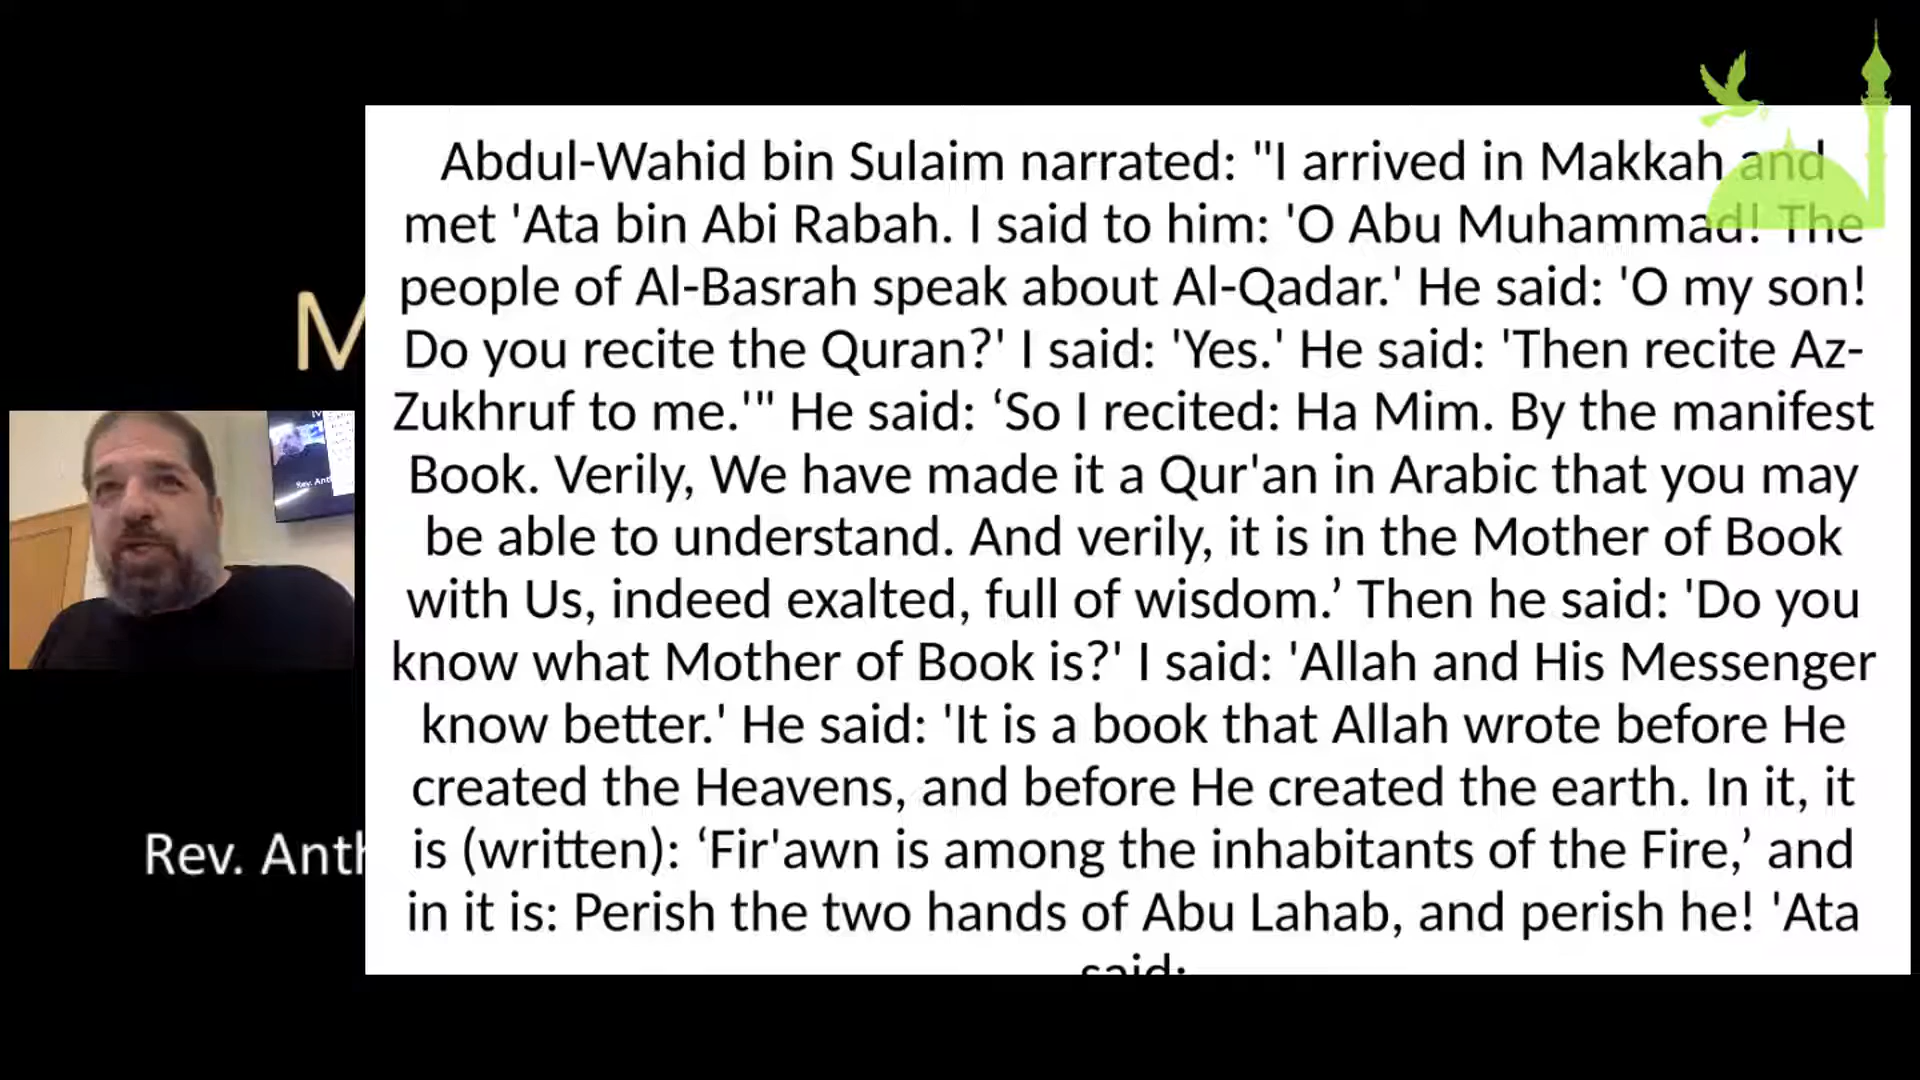 Abdul-Wahid bin Sulaim narrated: "I arrived in Makkah and
met 'Ata bin Abi Rabah. I said to him: 'O Abu Muhammad! The
people of Al-Basrah speak about Al-Qadar.' He said: 'O my son!
Do you recite the Quran?' I said: 'Yes.' He said: 'Then recite Az-
Zukhruf to me.'" He said: ‘So I recited: Ha Mim. By the manifest
Book. Verily, We have made it a Qur'an in Arabic that you may
be able to understand. And verily, it is in the Mother of Book
with Us, indeed exalted, full of wisdom.’ Then he said: 'Do you
know what Mother of Book is?' I said: 'Allah and His Messenger
know better.' He said: 'It is a book that Allah wrote before He
created the Heavens, and before He created the earth. In it, it
is (written): ‘Fir'awn is among the inhabitants of the Fire,’ and
in it is: Perish the two hands of Abu Lahab, and perish he! 'Ata
said:
M
Rev. Anth
Rev. Ant